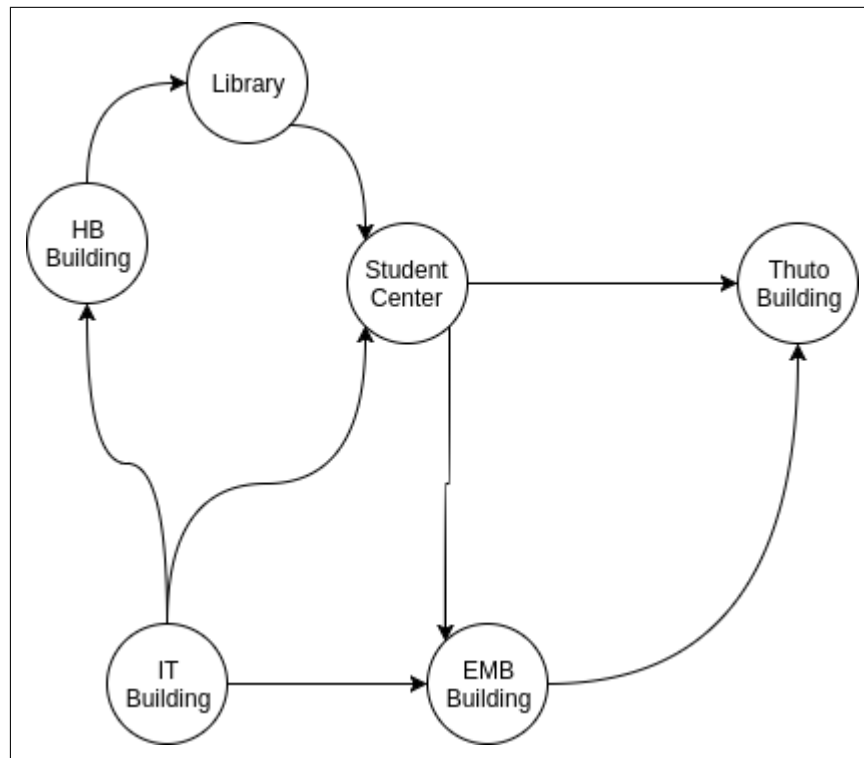 Library
HB
Building
Student
Center
Thuto
Building
IT
Building
EMB
Building